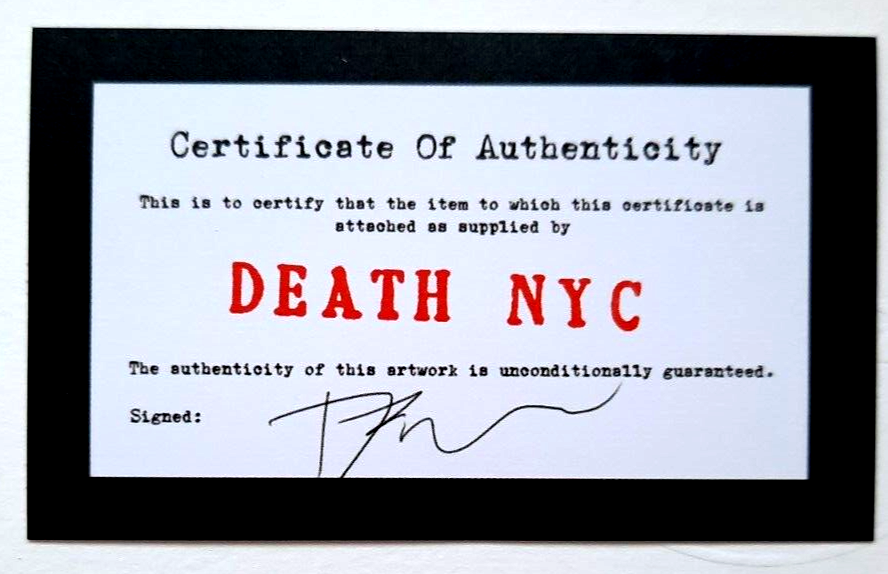 Certificate Of Authenticity
This is to certify that the item to which this certificate is
attached as supplied by
DEATH NYC
The authenticity of this artwork is unconditionally guaranteed.
Signed: